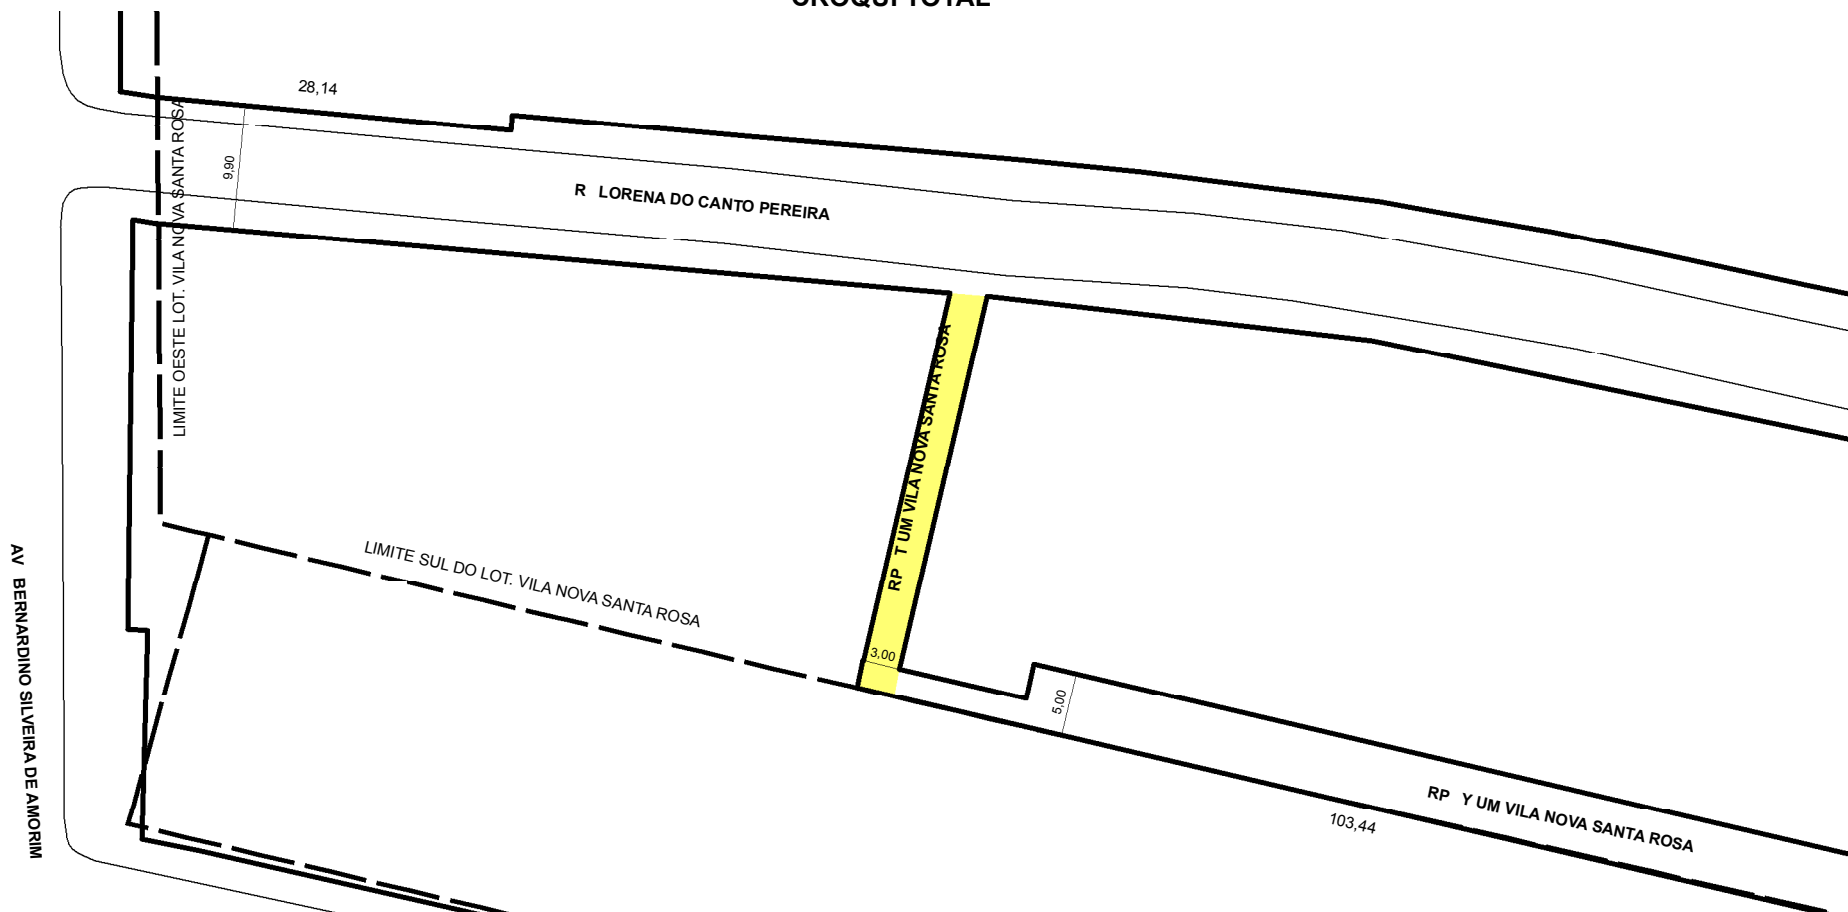 CROQUI TOTAL
28,14
LIMITE OESTE LOT. VILA NOVA SANTA ROSA
9,90
R LORENA DO CANTO PEREIRA
RP T UM VILA NOVA SANTA ROSA
LIMITE SUL DO LOT. VILA NOVA SANTA ROSA
AV BERNARDINO SILVEIRA DE AMORIM
3,00
5,00
RP Y UM VILA NOVA SANTA ROSA
103,44